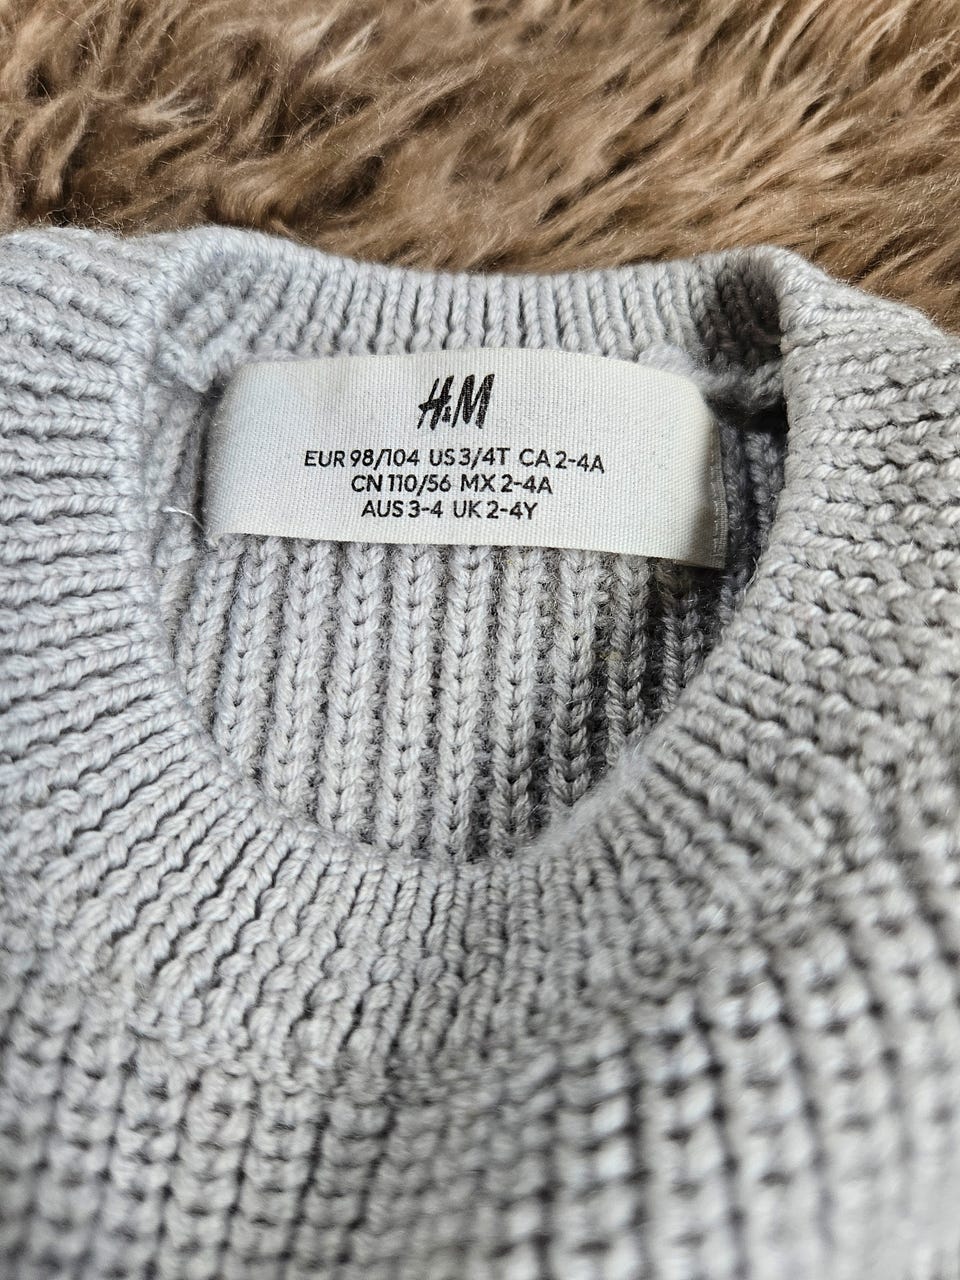 H&M
EUR 98/104 US 3/4T CA 2-4A
CN 110/56 MX 2-4A
AUS 3-4 UK 2-4Y